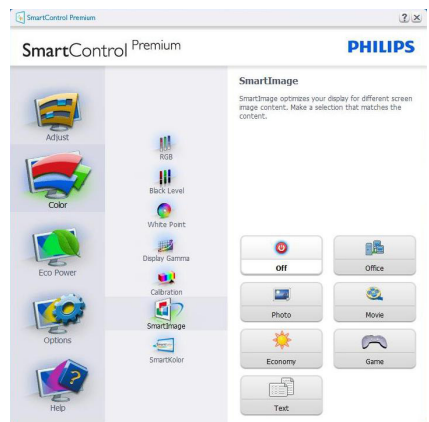 SmartControl Premium
SmartControl Premium
PHILIPS
Adjust
Color
Eco Power
Options
Help
RGB
Black Level
White Point
Display Gamma
Calibration
SmartImage
SmartKolor
SmartImage
SmartImage optimizes your display for different screen
image content. Make a selection that matches the
content.
Off
Office
Photo
Movie
Economy
Game
Text